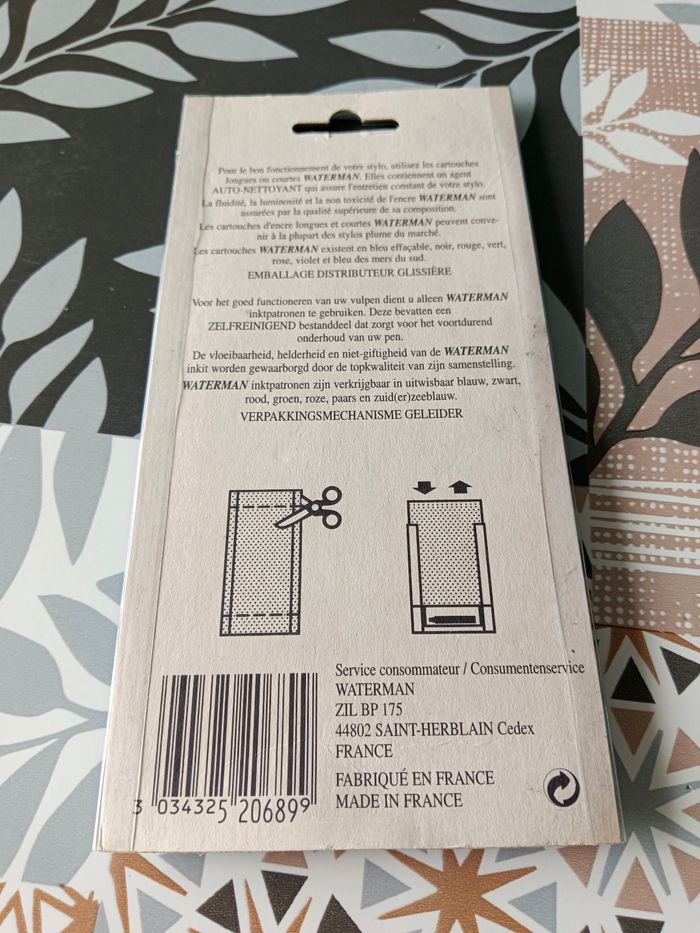 Pour le bon fonctionnement de votre stylo, utilisez les cartouches
longues ou courtes WATERMAN. Elles contiennent un agent
AUTO-NETTOYANT qui assure l'entretien constant de votre stylo.
La fluidité, la luminosité et la non toxicité de l'encre WATERMAN sont
assurées par la qualité supérieure de sa composition.
Les cartouches d'encre longues et courtes WATERMAN peuvent conve-
nir à la plupart des stylos plume du marché.
Les cartouches WATERMAN existent en bleu effaçable, noir, rouge, vert,
rose, violet et bleu des mers du sud.
EMBALLAGE DISTRIBUTEUR GLISSIÈRE
Voor het goed functioneren van uw vulpen dient u alleen WATERMAN
inktpatronen te gebruiken. Deze bevatten een
ZELFREINIGEND bestanddeel dat zorgt voor het voortdurend
onderhoud van uw pen.
De vloeibaarheid, helderheid en niet-giftigheid van de WATERMAN
inkit worden gewaarborgd door de topkwaliteit van zijn samenstelling.
WATERMAN inktpatronen zijn verkrijgbaar in uitwisbaar blauw, zwart,
rood, groen, roze, paars en zuid(er)zeeblauw.
VERPAKKINGSMECHANISME GELEIDER
Service consommateur / Consumentenservice
WATERMAN
ZIL BP 175
44802 SAINT-HERBLAIN Cedex
FRANCE
FABRIQUÉ EN FRANCE
MADE IN FRANCE
3 034325 206899